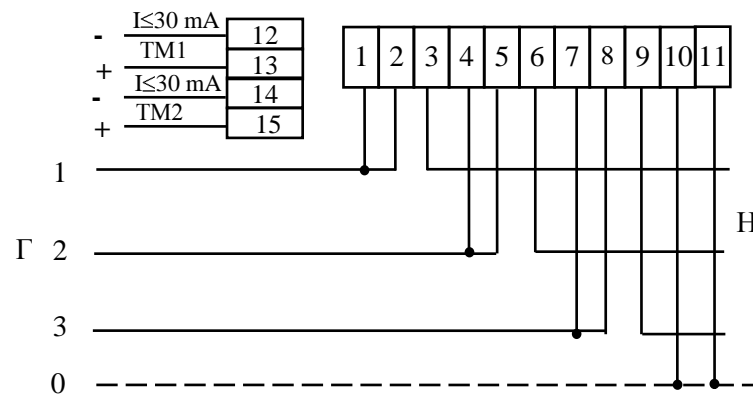 - I≤30 mA 12
+ TM1 13
- I≤30 mA 14
+ TM2 15
1 2 3 4 5 6 7 8 9 10 11
1
Г 2 Н
3
0